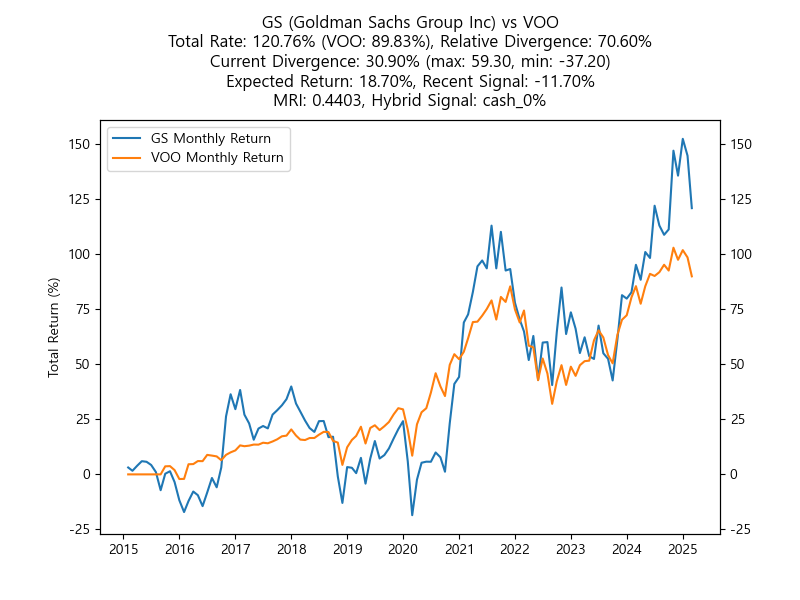 GS (Goldman Sachs Group Inc) vs VOO
Total Rate: 120.76% (VOO: 89.83%), Relative Divergence: 70.60%
Current Divergence: 30.90% (max: 59.30, min: -37.20)
Expected Return: 18.70%, Recent Signal: -11.70%
MRI: 0.4403, Hybrid Signal: cash_0%
GS Monthly Return
VOO Monthly Return
Total Return (%)
150
125
100
75
50
25
0
-25
150
125
100
75
50
25
0
-25
2015 2016 2017 2018 2019 2020 2021 2022 2023 2024 2025